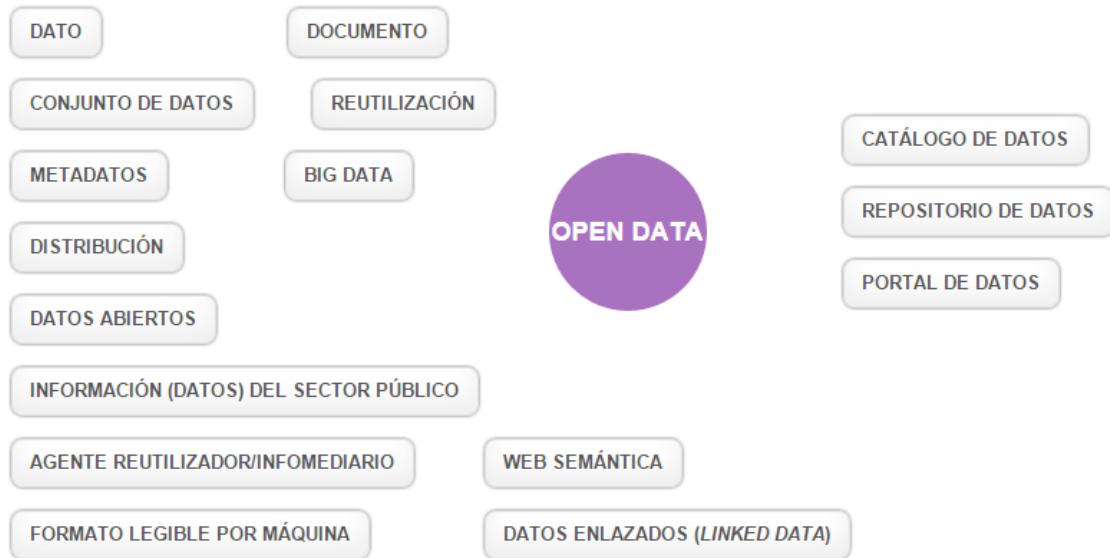 DATO
DOCUMENTO
CONJUNTO DE DATOS
REUTILIZACIÓN
CATÁLOGO DE DATOS
METADATOS
BIG DATA
REPOSITORIO DE DATOS
OPEN DATA
DISTRIBUCIÓN
PORTAL DE DATOS
DATOS ABIERTOS
INFORMACIÓN (DATOS) DEL SECTOR PÚBLICO
AGENTE REUTILIZADOR/INFOMEDIARIO
WEB SEMÁNTICA
FORMATO LEGIBLE POR MÁQUINA
DATOS ENLAZADOS (LINKED DATA)